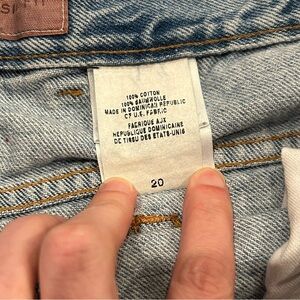 100% COTTON
100% BAUMWOLLE
MADE IN DOMINICAN REPUBLIC
OF U.S. FABRIC
FABRIQUE AUX
REPUBLIQUE DOMINICAINE
DE TISSU DES ETATS-UNIS
20